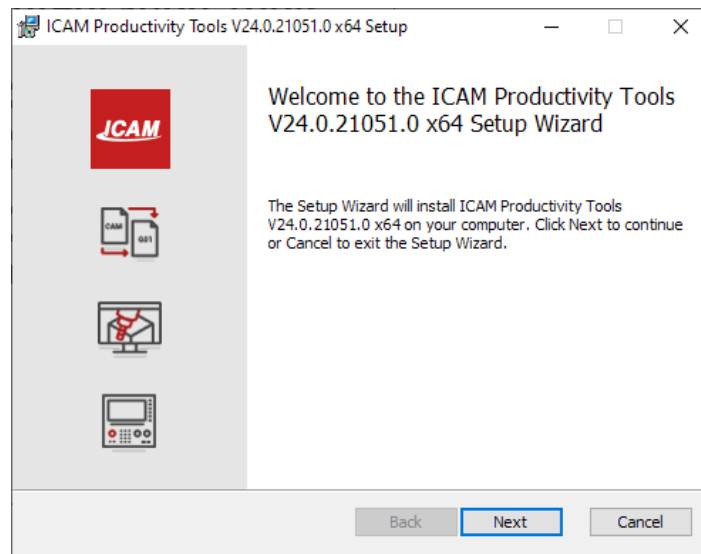 ICAM Productivity Tools V24.0.21051.0 x64 Setup
ICAM
CAM
G01
Welcome to the ICAM Productivity Tools
V24.0.21051.0 x64 Setup Wizard
The Setup Wizard will install ICAM Productivity Tools
V24.0.21051.0 x64 on your computer. Click Next to continue
or Cancel to exit the Setup Wizard.
Back
Next
Cancel